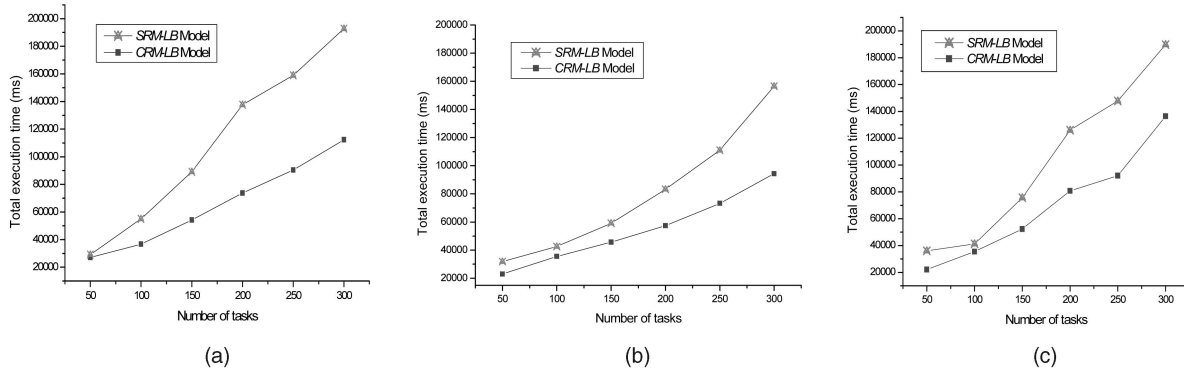 200000
180000
160000
140000
120000
100000
80000
60000
40000
20000
Total execution time (ms)
SRM-LB Model
CRM-LB Model
50 100 150 200 250 300
Number of tasks
(a)
200000
180000
160000
140000
120000
100000
80000
60000
40000
20000
Total execution time (ms)
SRM-LB Model
CRM-LB Model
50 100 150 200 250 300
Number of tasks
(b)
200000
180000
160000
140000
120000
100000
80000
60000
40000
20000
Total execution time (ms)
SRM-LB Model
CRM-LB Model
50 100 150 200 250 300
Number of tasks
(c)